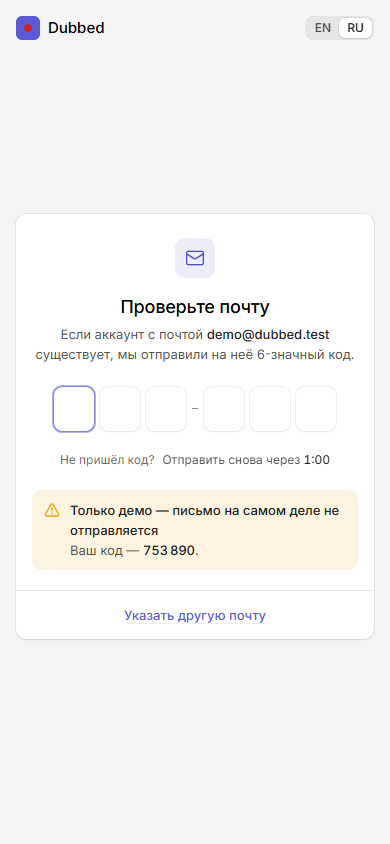 Dubbed
EN RU
Проверьте почту
Если аккаунт с почтой demo@dubbed.test
существует, мы отправили на неё 6-значный код.
–
Не пришёл код? Отправить снова через 1:00
Только демо — письмо на самом деле не
отправляется
Ваш код — 753 890.
Указать другую почту